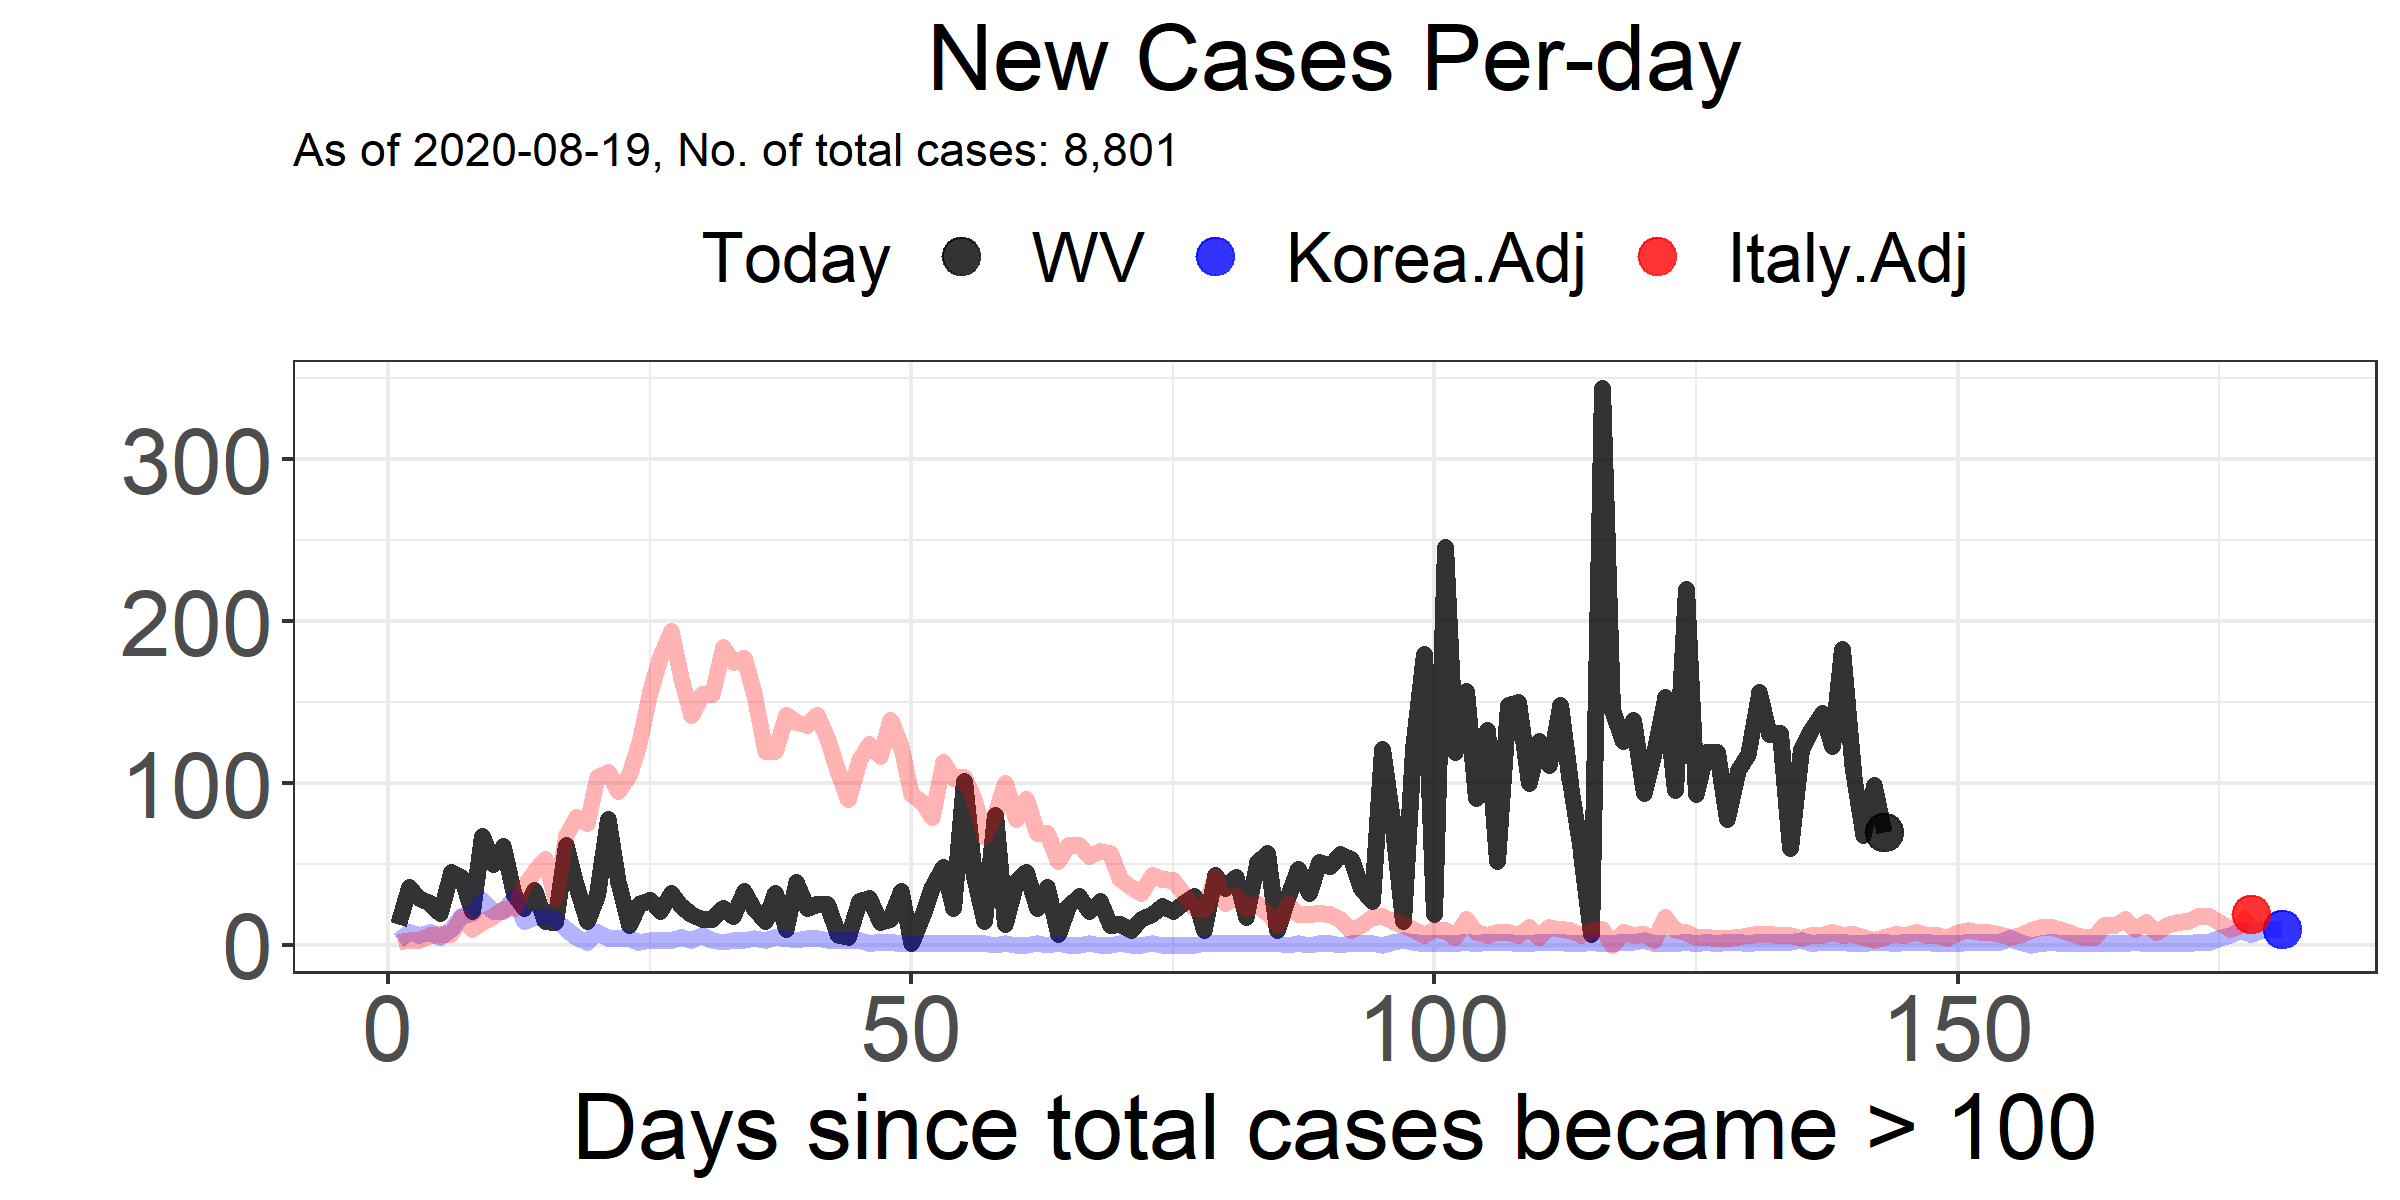 New Cases Per-day
As of 2020-08-19, No. of total cases: 8,801
Today WV Korea.Adj Italy.Adj
300
200
100
0
0 50 100 150
Days since total cases became > 100